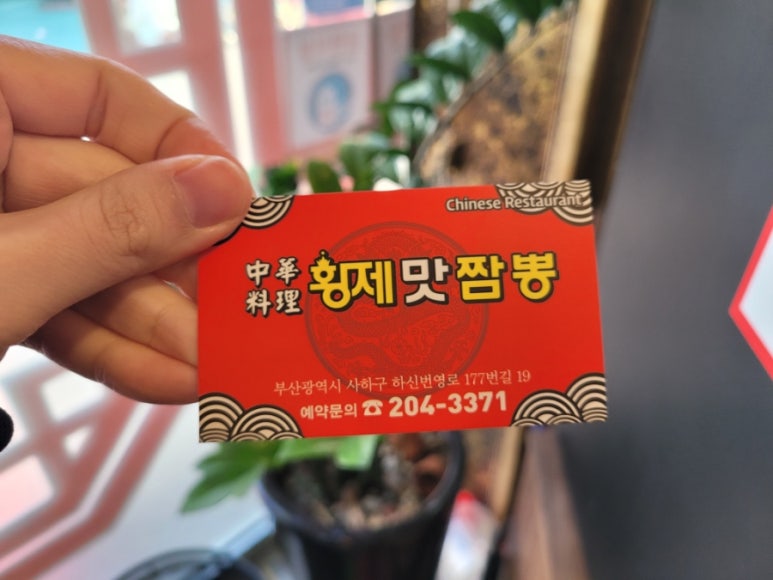 Chinese Restaurant
中華
料理
황제맛짬뽕
부산광역시 사하구 하신번영로 177번길 19
예약문의 ☎ 204-3371